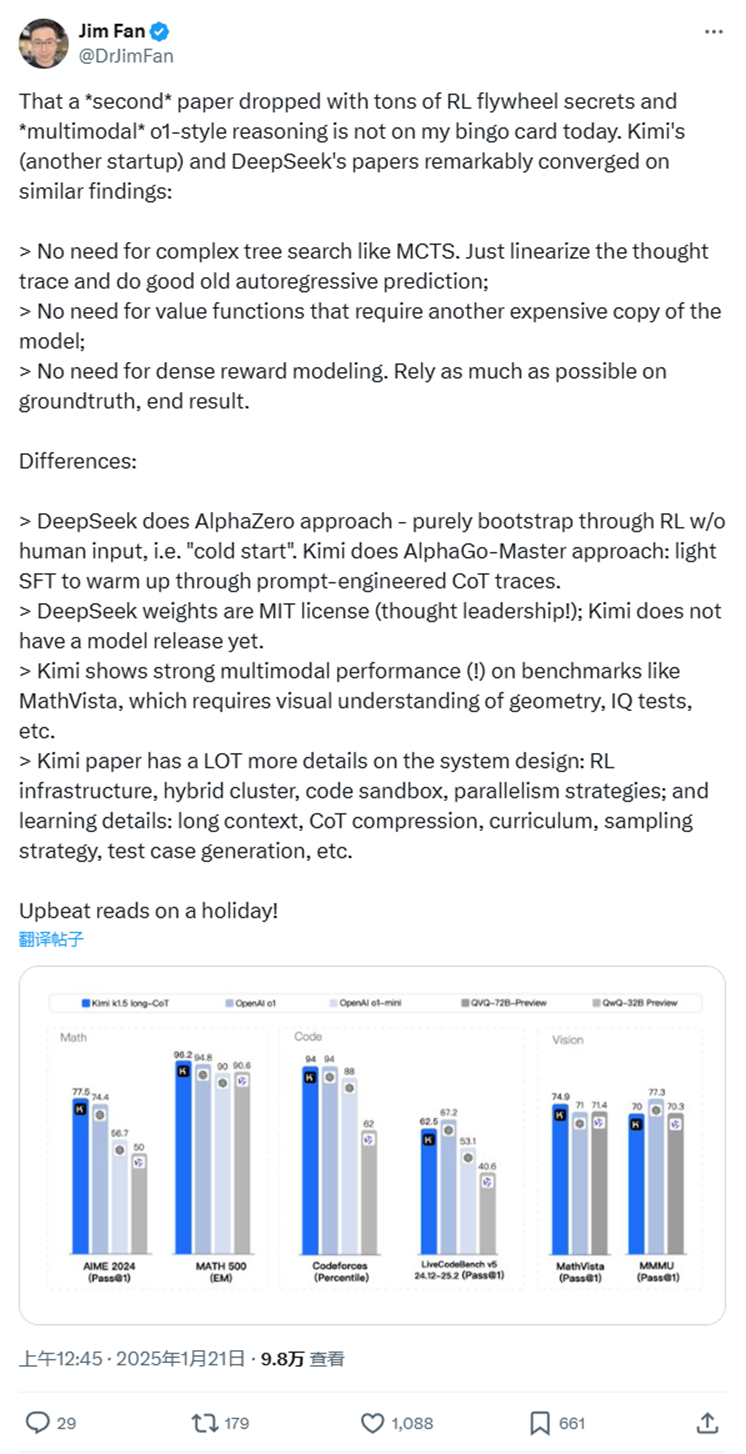 Jim Fan
@DrJimFan
That a *second* paper dropped with tons of RL flywheel secrets and
*multimodal* o1-style reasoning is not on my bingo card today. Kimi's
(another startup) and DeepSeek's papers remarkably converged on
similar findings:
> No need for complex tree search like MCTS. Just linearize the thought
trace and do good old autoregressive prediction;
> No need for value functions that require another expensive copy of the
model;
> No need for dense reward modeling. Rely as much as possible on
groundtruth, end result.
Differences:
> DeepSeek does AlphaZero approach - purely bootstrap through RL w/o
human input, i.e. "cold start". Kimi does AlphaGo-Master approach: light
SFT to warm up through prompt-engineered CoT traces.
> DeepSeek weights are MIT license (thought leadership!); Kimi does not
have a model release yet.
> Kimi shows strong multimodal performance (!) on benchmarks like
MathVista, which requires visual understanding of geometry, IQ tests,
etc.
> Kimi paper has a LOT more details on the system design: RL
infrastructure, hybrid cluster, code sandbox, parallelism strategies; and
learning details: long context, CoT compression, curriculum, sampling
strategy, test case generation, etc.
Upbeat reads on a holiday!
翻译帖子
Kimi k1.5 long-CoT OpenAI o1 OpenAI o1-mini QVQ-72B-Preview QwQ-32B Preview
Math
77.5 74.4 56.7 50
AIME 2024
(Pass@1)
96.2 94.8 90 90.6
MATH 500
(EM)
Code
94 94 88 62
Codeforces
(Percentile)
62.5 67.2 53.1 40.6
LiveCodeBench v5
24.12-25.2 (Pass@1)
Vision
74.9 71 71.4
MathVista
(Pass@1)
70 77.3 70.3
MMMU
(Pass@1)
上午12:45 · 2025年1月21日 · 9.8万 查看
29 179 1,088 661